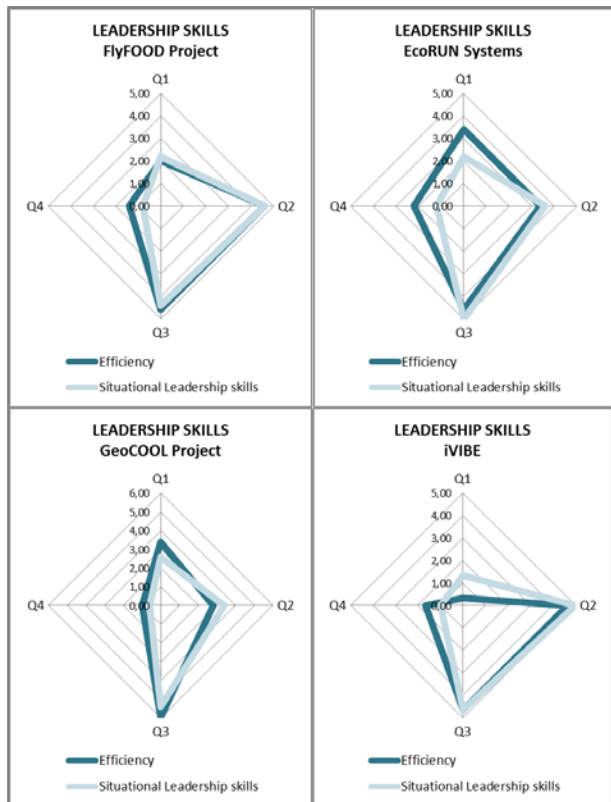 LEADERSHIP SKILLS
FlyFOOD Project
Q1
5,00
4,00
3,00
2,00
1,00
0,00
Q4
Q2
Q3
Efficiency
Situational Leadership skills
LEADERSHIP SKILLS
EcoRUN Systems
Q1
5,00
4,00
3,00
2,00
1,00
0,00
Q4
Q2
Q3
Efficiency
Situational Leadership skills
LEADERSHIP SKILLS
GeoCOOL Project
Q1
6,00
5,00
4,00
3,00
2,00
1,00
0,00
Q4
Q2
Q3
Efficiency
Situational Leadership skills
LEADERSHIP SKILLS
iVIBE
Q1
5,00
4,00
3,00
2,00
1,00
0,00
Q4
Q2
Q3
Efficiency
Situational Leadership skills